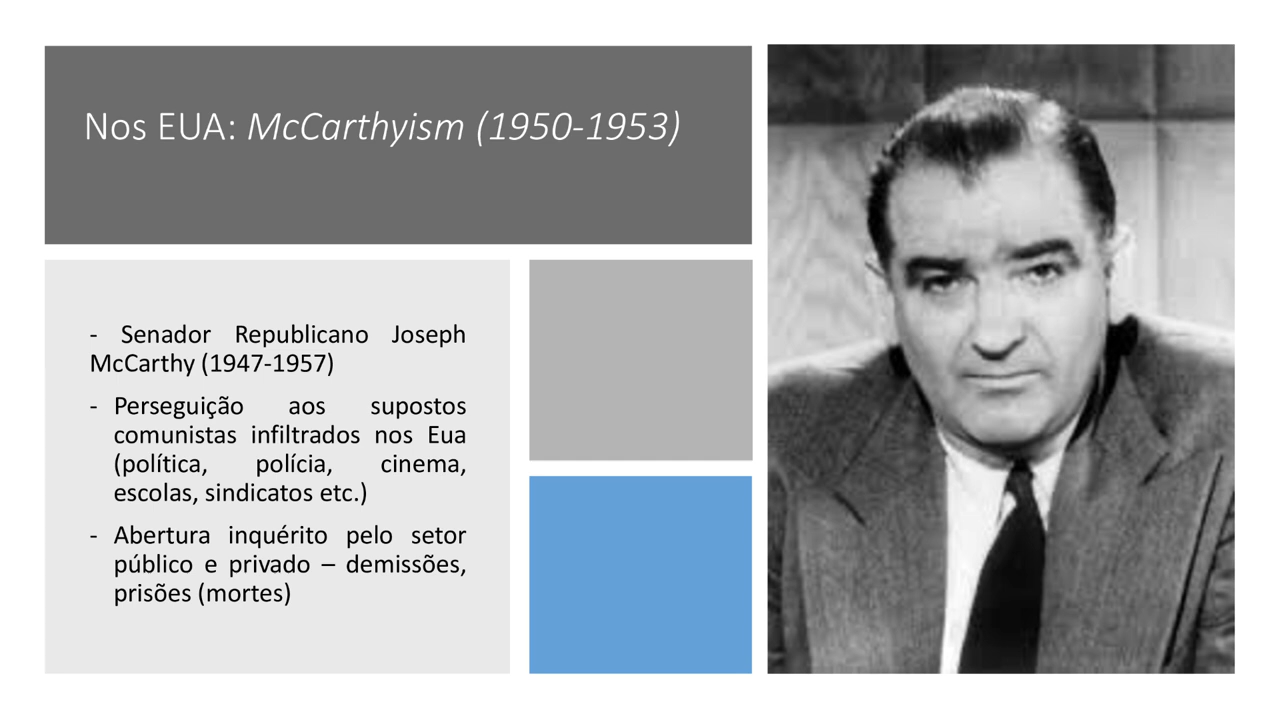 Nos EUA: McCarthyism (1950-1953)
- Senador Republicano Joseph
McCarthy (1947-1957)
- Perseguição aos supostos
comunistas infiltrados nos Eua
(política, polícia, cinema,
escolas, sindicatos etc.)
- Abertura inquérito pelo setor
público e privado – demissões,
prisões (mortes)